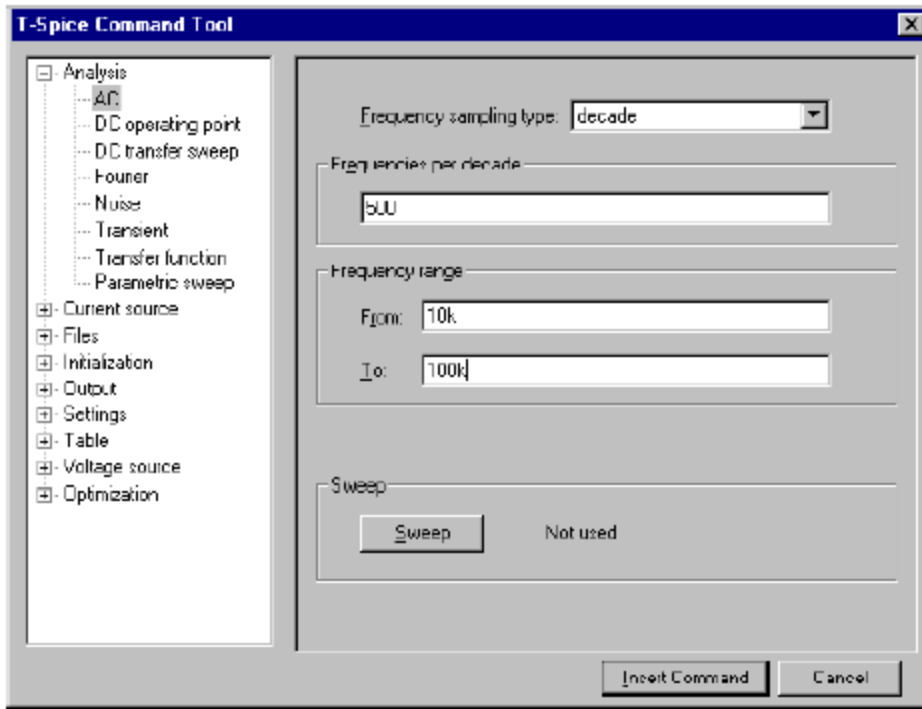 T-Spice Command Tool
Analysis
AC
DC operating point
DC transfer sweep
Fourier
Noise
Transient
Transfer function
Parametric sweep
Current source
Files
Initialization
Output
Settings
Table
Voltage source
Optimization
Frequency sampling type:
decade
Frequencies per decade
500
Frequency range
From:
10k
To:
100k
Sweep
Sweep
Not used
Insert Command
Cancel